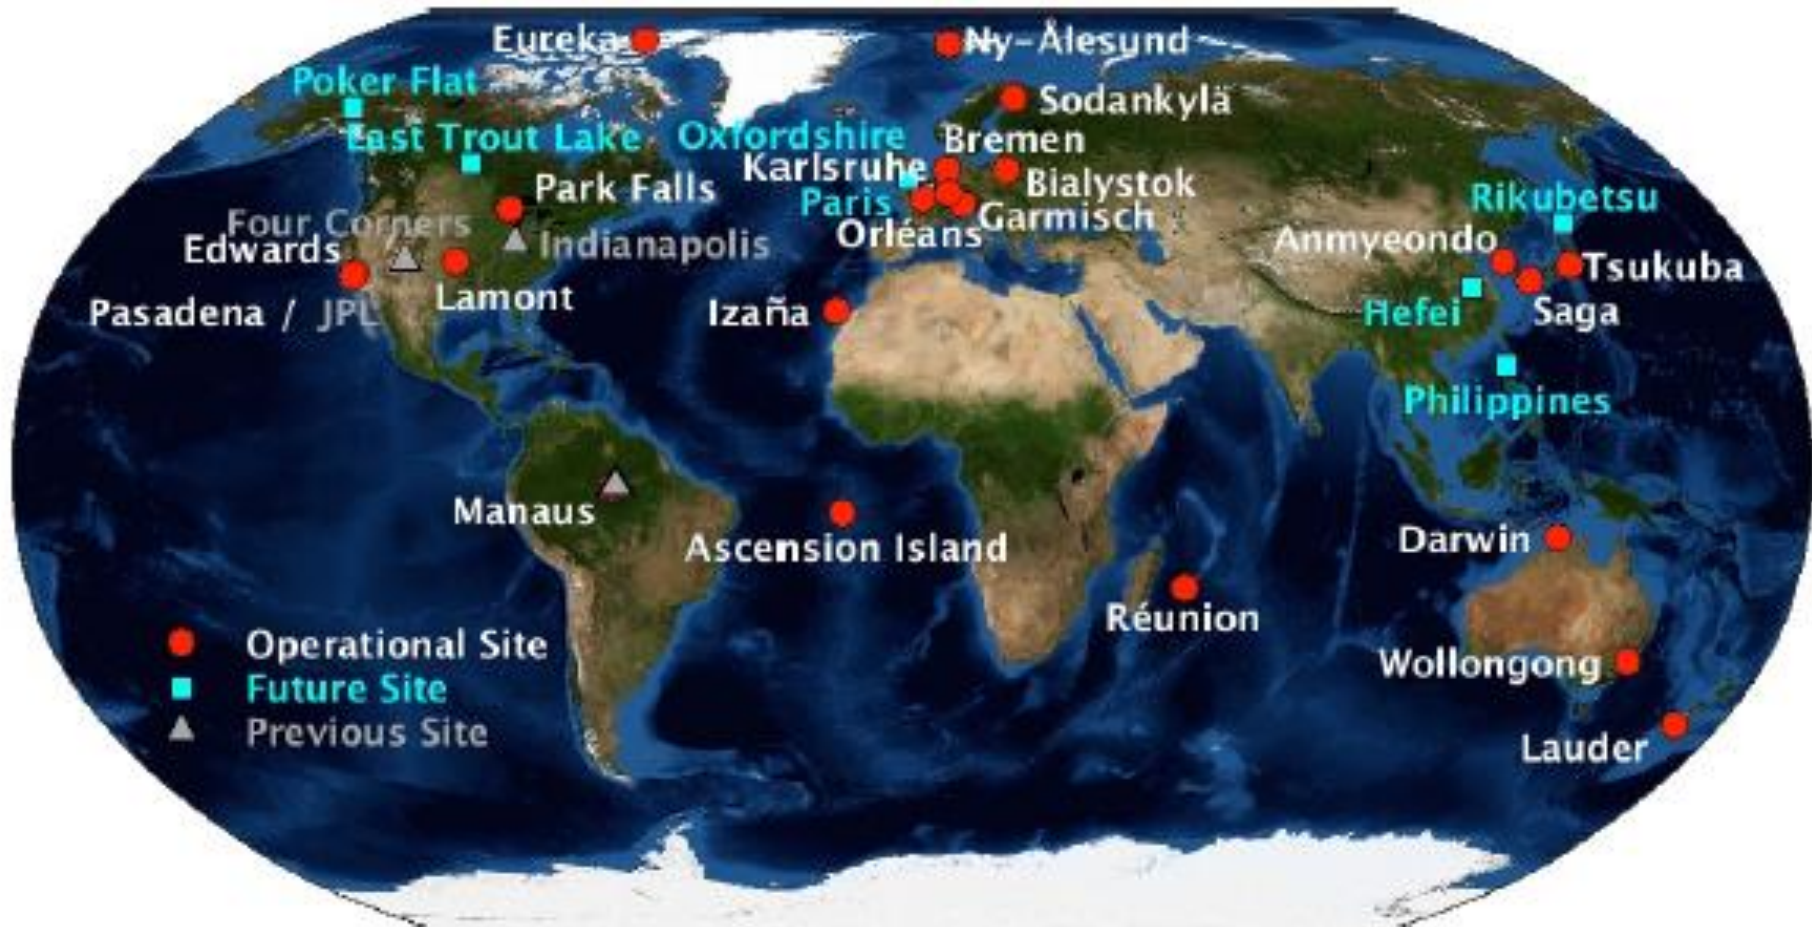 Eureka
Ny-Ålesund
Poker Flat
Sodankylä
East Trout Lake
Oxfordshire
Bremen
Karlsruhe
Park Falls
Bialystok
Paris
Rikubetsu
Four Corners
Garmisch
Orléans
Indianapolis
Edwards
Anmyeondo
Tsukuba
Lamont
Pasadena / JPL
Izaña
Hefei
Saga
Philippines
Manaus
Ascension Island
Darwin
Réunion
Operational Site
Future Site
Previous Site
Wollongong
Lauder